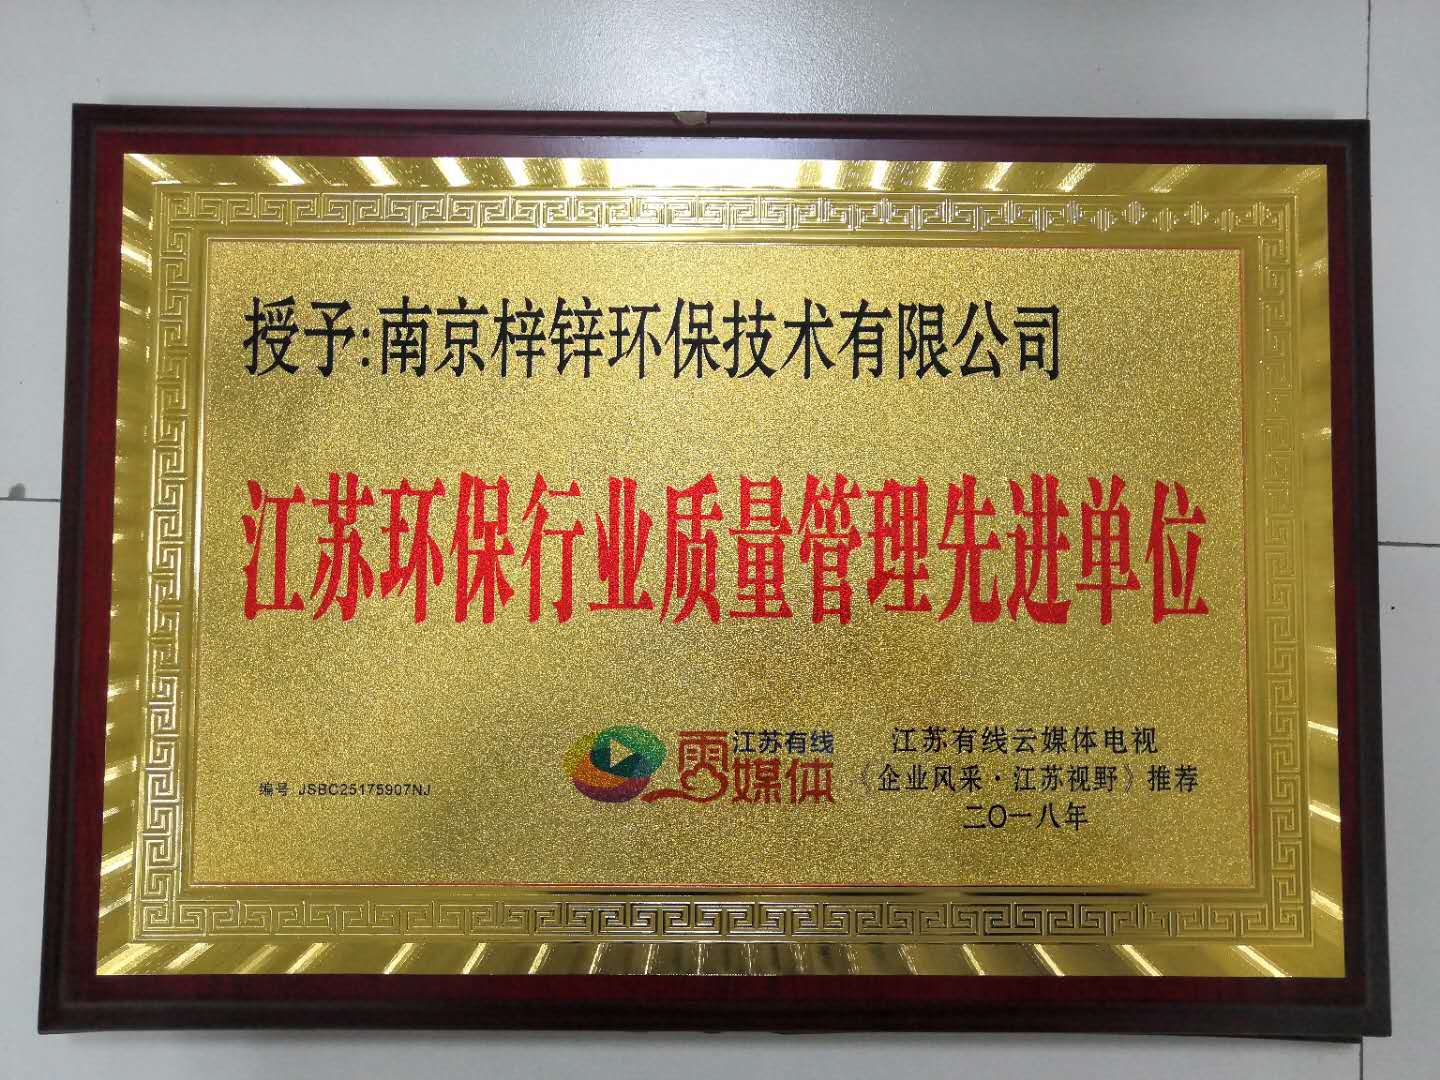 授予:南京梓锌环保技术有限公司
江苏环保行业质量管理先进单位
编号 JSBC25175907NJ
江苏有线
云媒体
江苏有线云媒体电视
《企业风采·江苏视野》推荐
二〇一八年